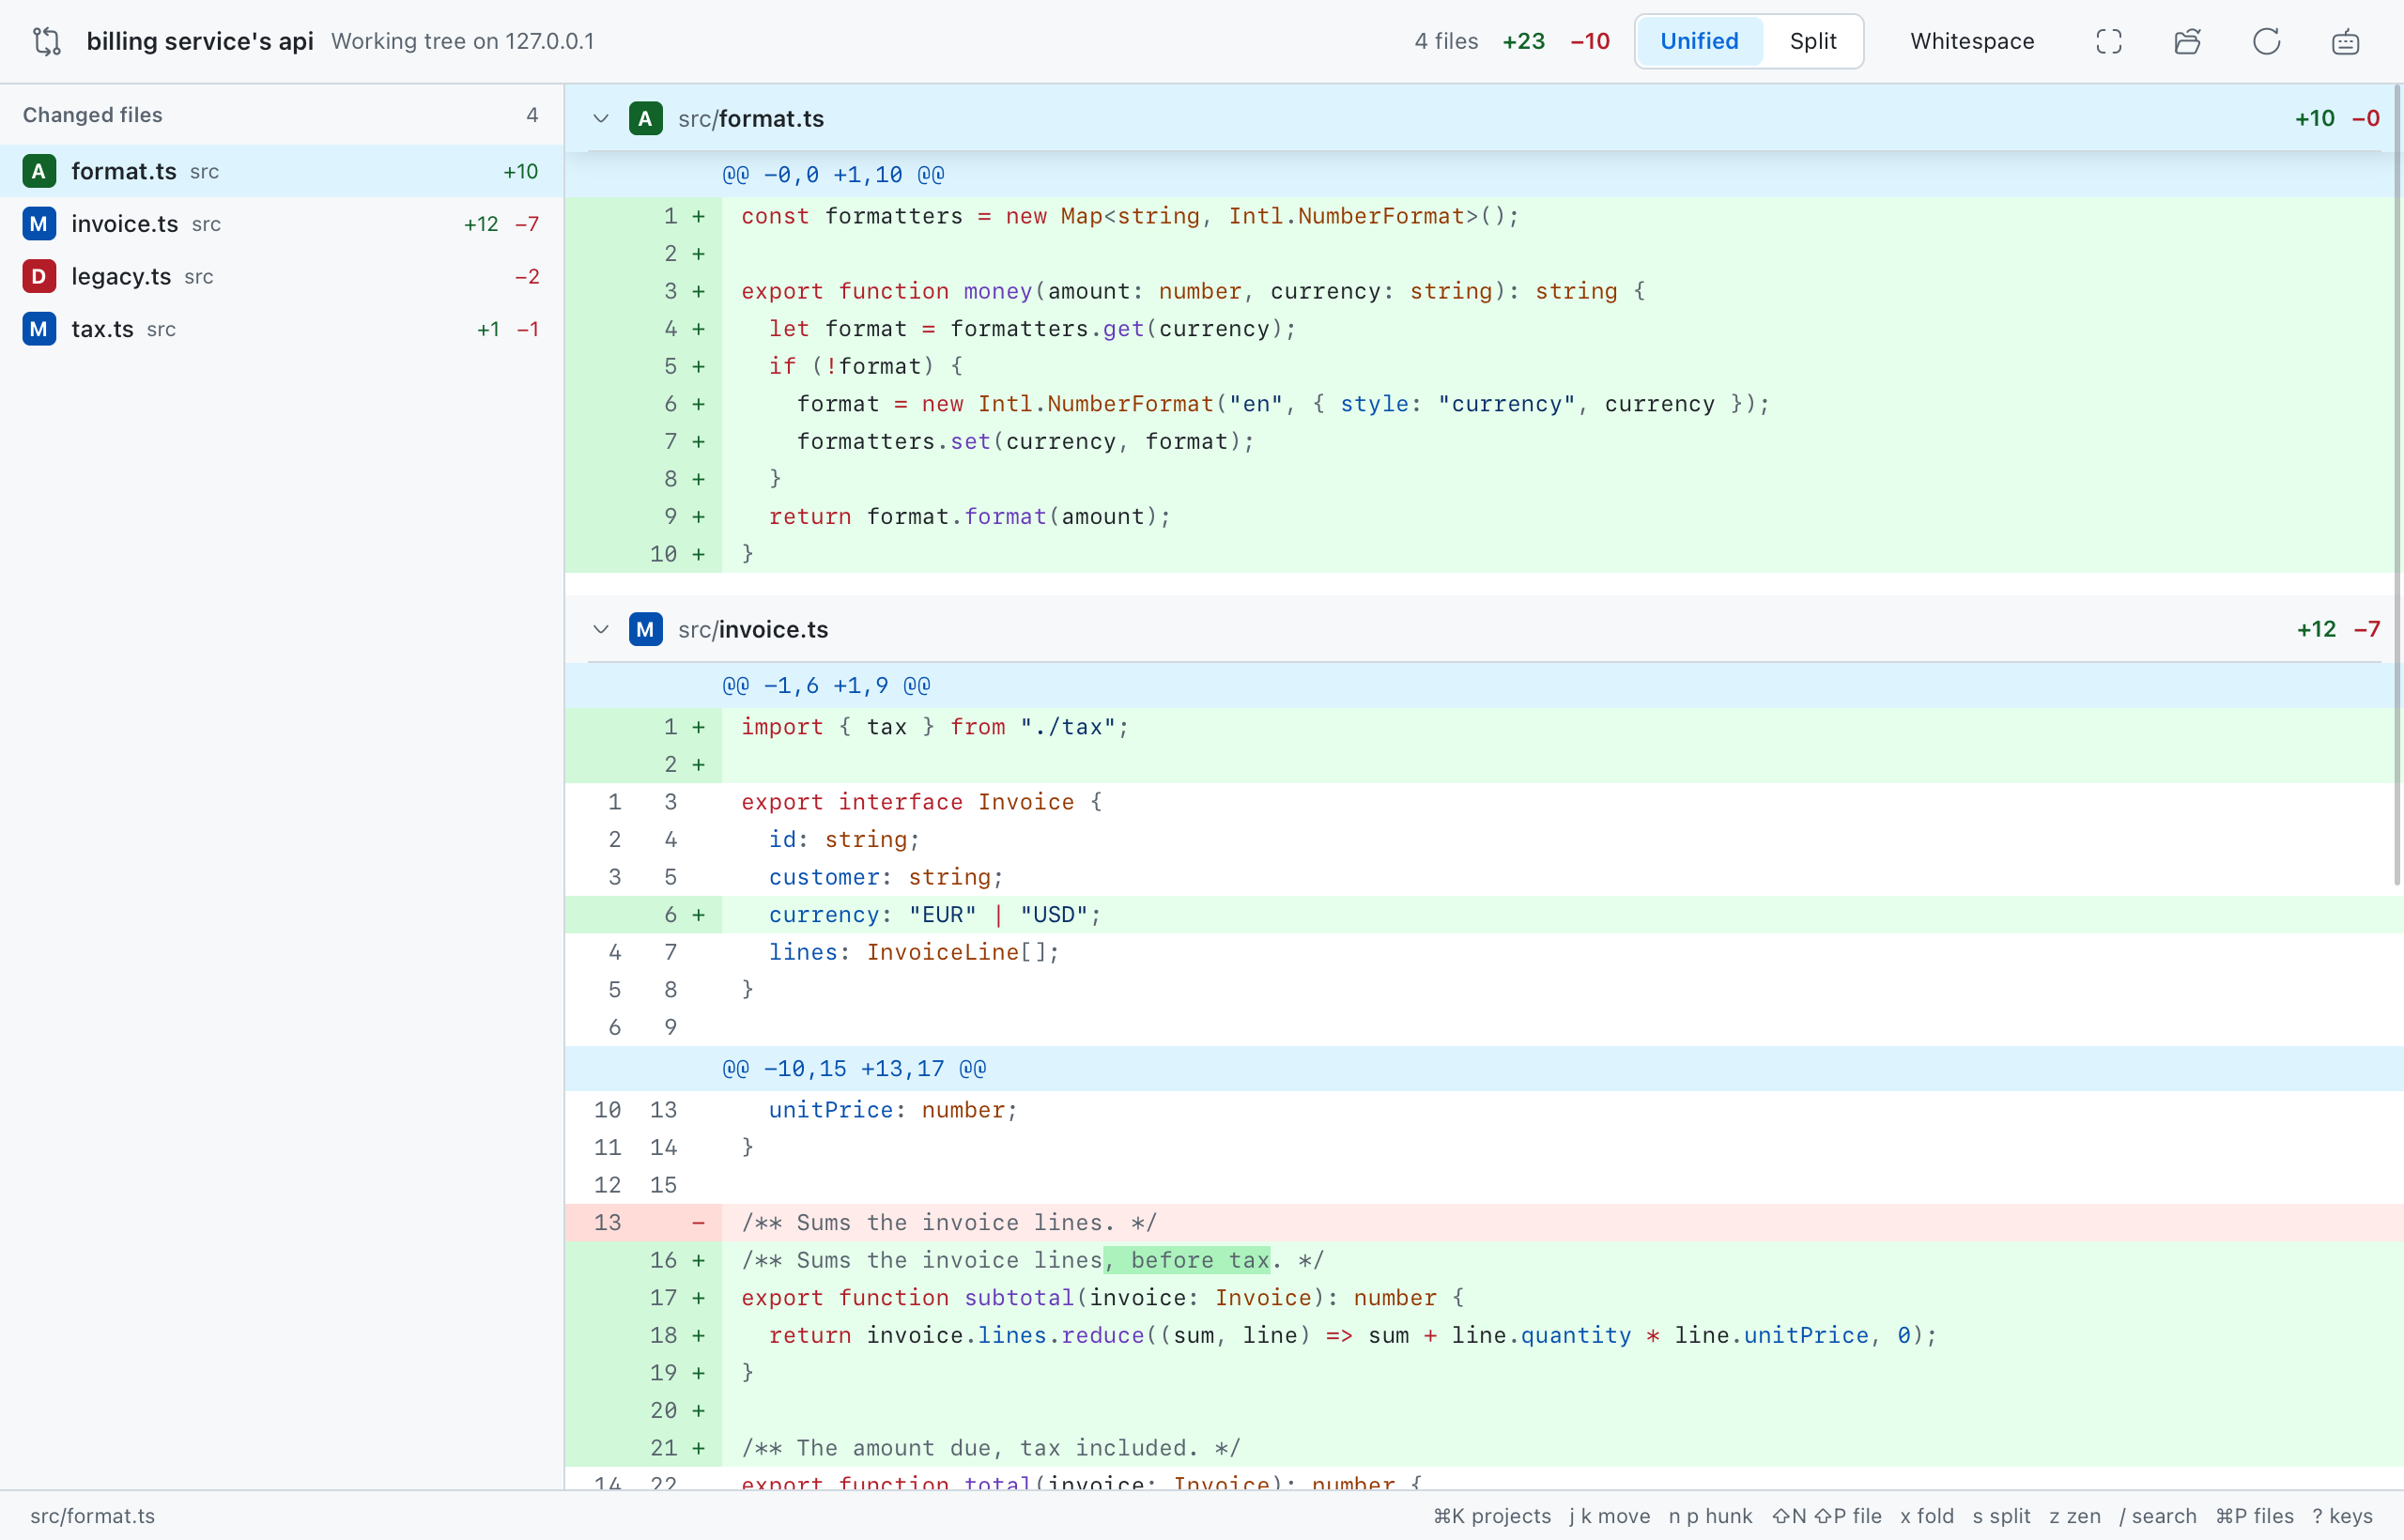 billing service's api Working tree on 127.0.0.1 4 files +23 −10 Unified Split Whitespace
Changed files 4
A format.ts src +10
M invoice.ts src +12 −7
D legacy.ts src −2
M tax.ts src +1 −1
A src/format.ts +10 −0
@@ −0,0 +1,10 @@
1 + const formatters = new Map<string, Intl.NumberFormat>();
2 +
3 + export function money(amount: number, currency: string): string {
4 +   let format = formatters.get(currency);
5 +   if (!format) {
6 +     format = new Intl.NumberFormat("en", { style: "currency", currency });
7 +     formatters.set(currency, format);
8 +   }
9 +   return format.format(amount);
10 + }
M src/invoice.ts +12 −7
@@ −1,6 +1,9 @@
1 + import { tax } from "./tax";
2 +
1 3 export interface Invoice {
2 4   id: string;
3 5   customer: string;
6 +   currency: "EUR" | "USD";
4 7   lines: InvoiceLine[];
5 8 }
6 9
@@ −10,15 +13,17 @@
10 13   unitPrice: number;
11 14 }
12 15
13 − /** Sums the invoice lines. */
16 + /** Sums the invoice lines, before tax. */
17 + export function subtotal(invoice: Invoice): number {
18 +   return invoice.lines.reduce((sum, line) => sum + line.quantity * line.unitPrice, 0);
19 + }
20 +
21 + /** The amount due, tax included. */
14 22 export function total(invoice: Invoice): number {
src/format.ts ⌘K projects j k move n p hunk ⇧N ⇧P file x fold s split z zen / search ⌘P files ? keys